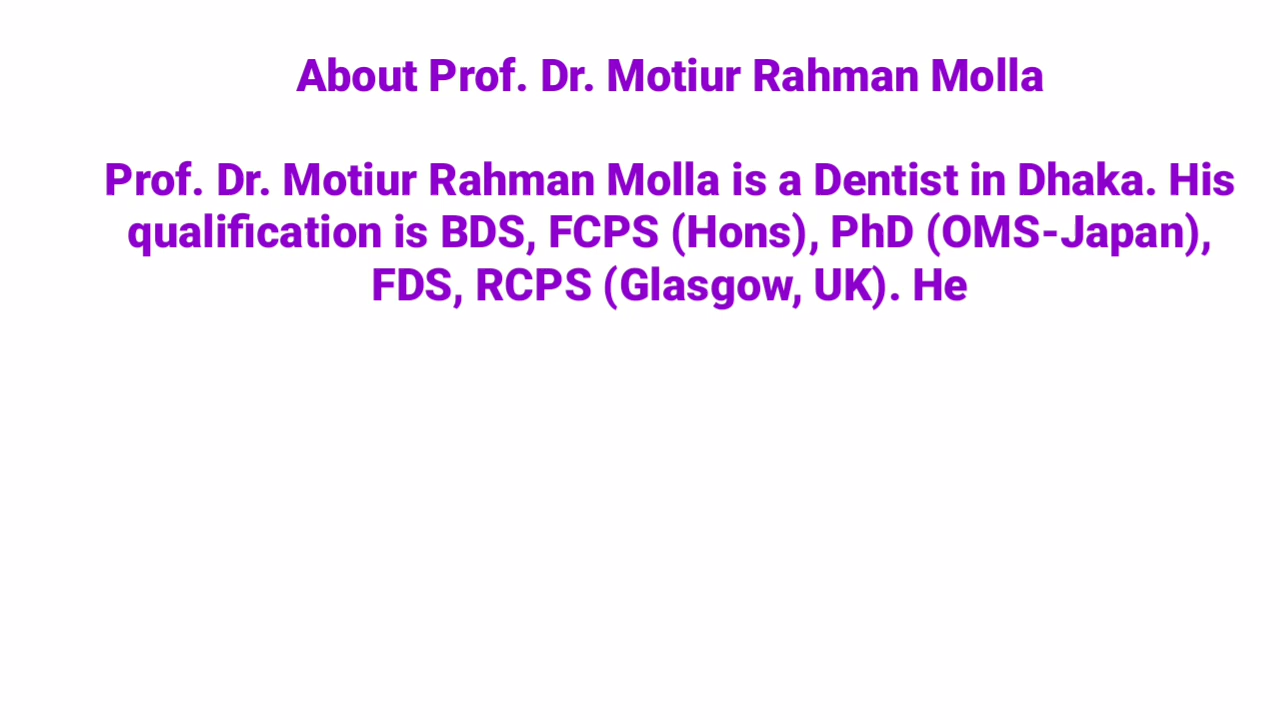 About Prof. Dr. Motiur Rahman Molla
Prof. Dr. Motiur Rahman Molla is a Dentist in Dhaka. His
qualification is BDS, FCPS (Hons), PhD (OMS-Japan),
FDS, RCPS (Glasgow, UK). He